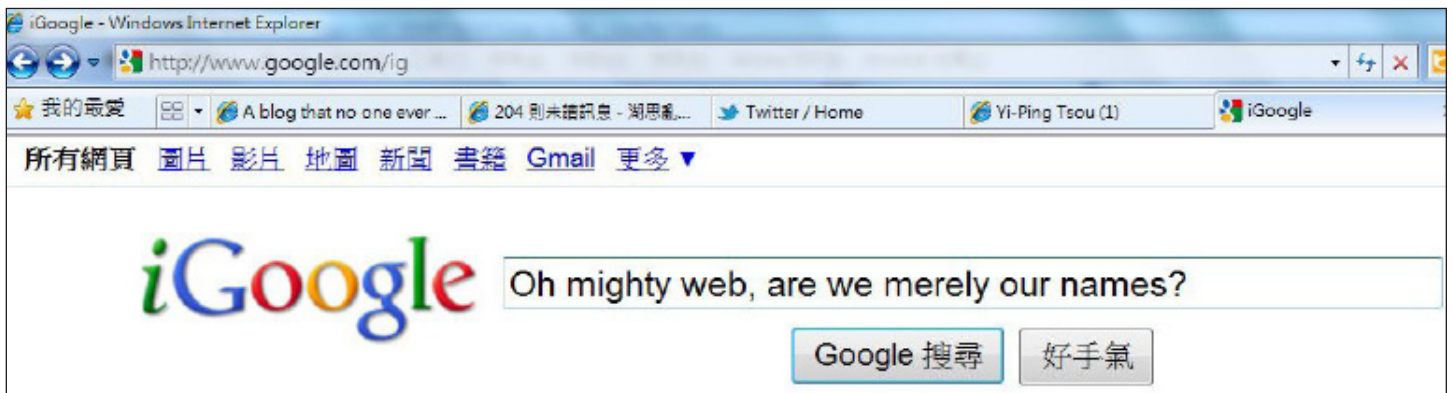 iGoogle - Windows Internet Explorer
http://www.google.com/ig
我的最愛 A blog that no one ever ... 204 則未讀訊息 - 湖思亂... Twitter / Home Yi-Ping Tsou (1) iGoogle
所有網頁 圖片 影片 地圖 新聞 書籍 Gmail 更多 ▼
iGoogle Oh mighty web, are we merely our names?
Google 搜尋 好手氣